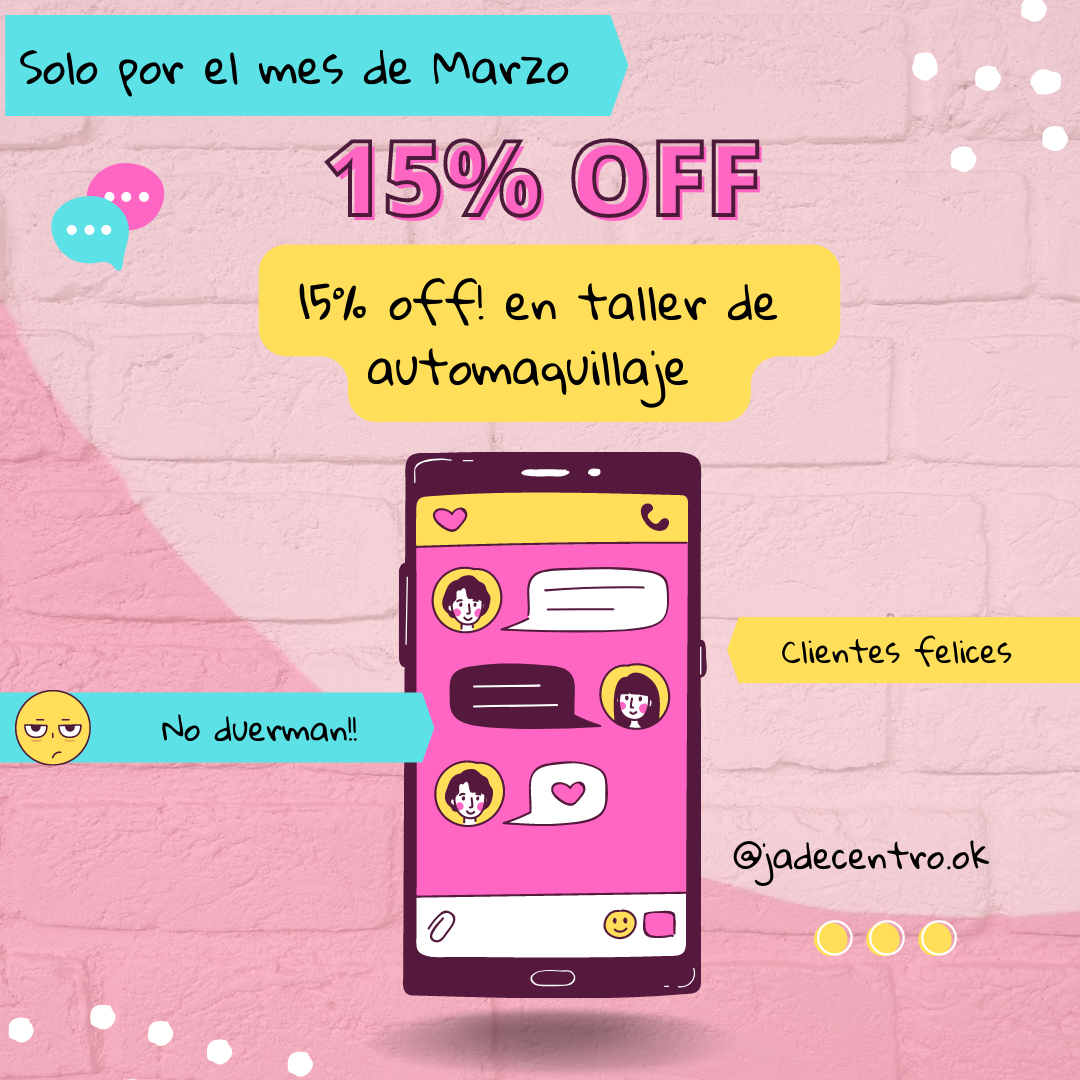 Solo por el mes de Marzo
15% OFF
15% off! en taller de
automaquillaje
Clientes felices
No duerman!!
@jadecentro.ok